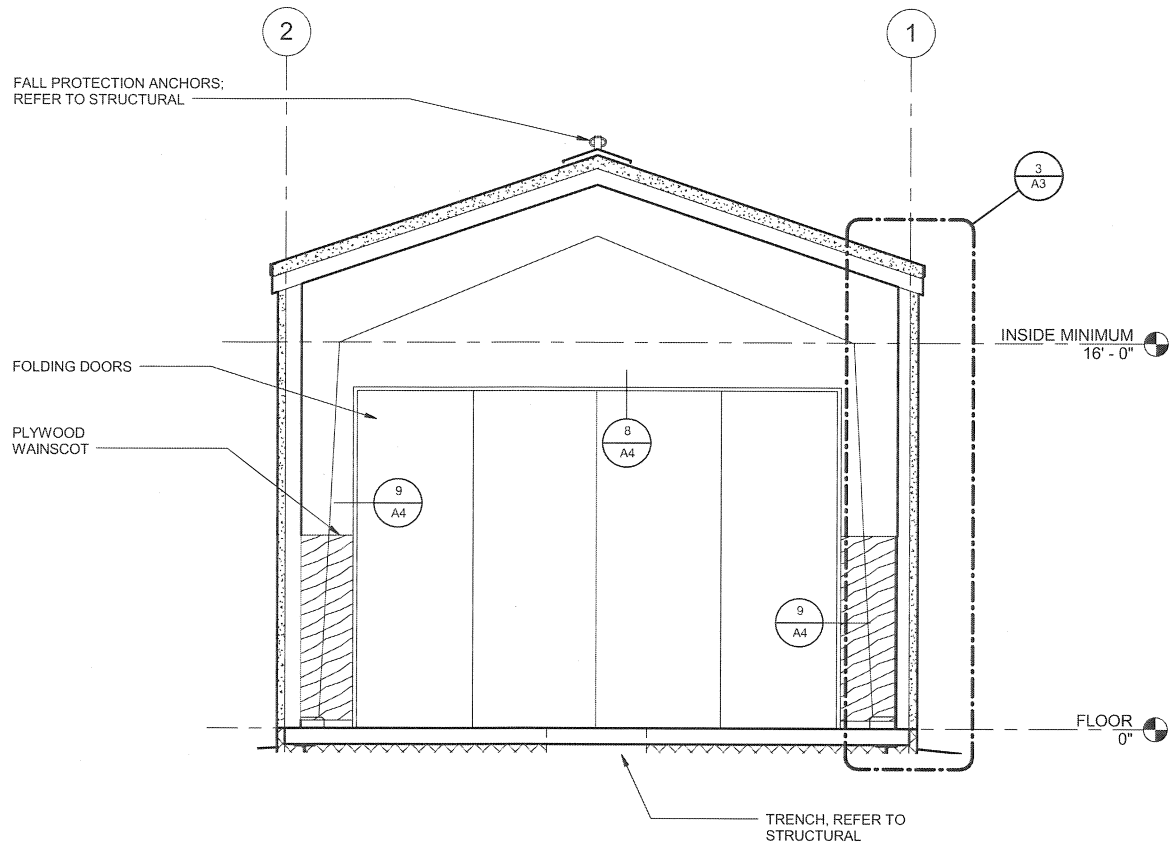 2
1
FALL PROTECTION ANCHORS;
REFER TO STRUCTURAL
3
A3
INSIDE MINIMUM
16' - 0"
FOLDING DOORS
8
A4
PLYWOOD
WAINSCOT
9
A4
9
A4
FLOOR
0"
TRENCH, REFER TO
STRUCTURAL